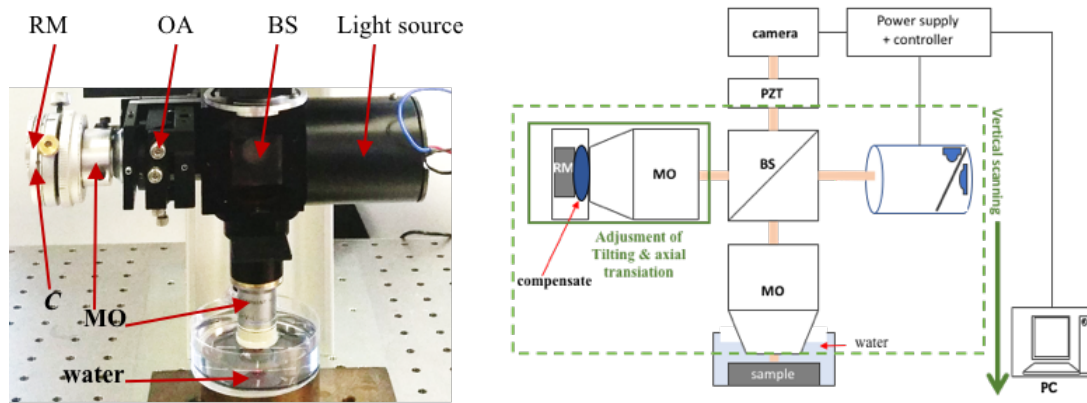 RM OA BS Light source
C
MO
water
camera
Power supply
+ controller
PZT
Vertical scanning
RM
MO
BS
Adjusment of
Tilting & axial
transiation
compensate
MO
water
sample
PC